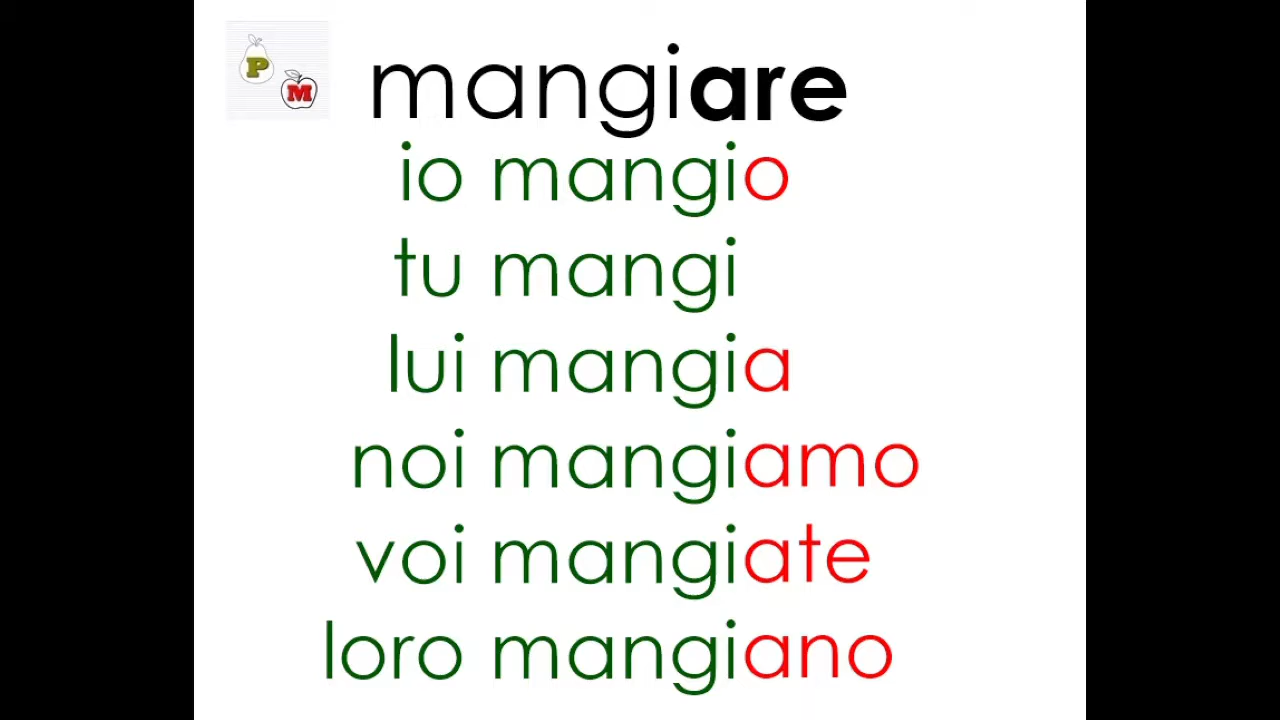 P
M
mangiare
io mangio
tu mangi
lui mangia
noi mangiamo
voi mangiate
loro mangiano